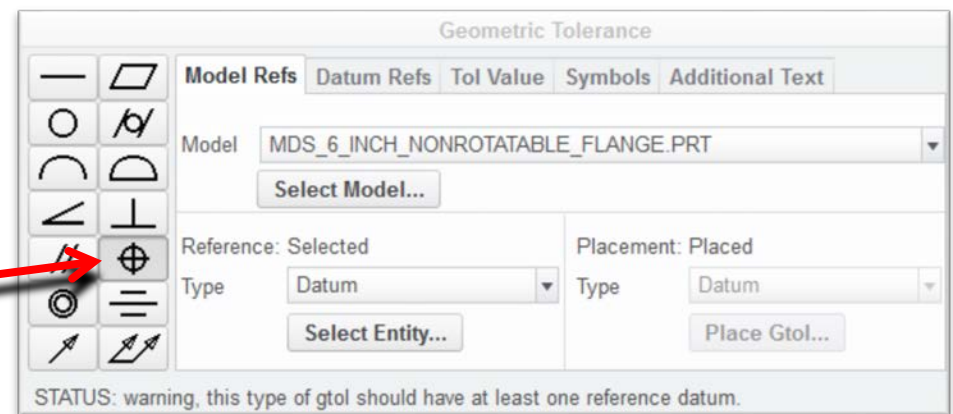 Geometric Tolerance
Model Refs Datum Refs Tol Value Symbols Additional Text
Model MDS_6_INCH_NONROTATABLE_FLANGE.PRT
Select Model...
Reference: Selected Placement: Placed
Type Datum Type Datum
Select Entity... Place Gtol...
STATUS: warning, this type of gtol should have at least one reference datum.